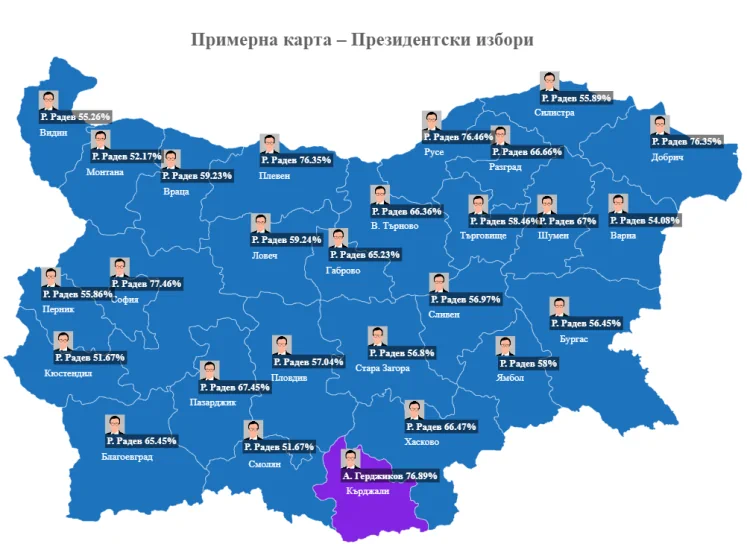 Примерна карта – Президентски избори
Р. Радев 55.89%
Силистра
Р. Радев 55.26%
Видин
Р. Радев 76.46%
Русе
Р. Радев 76.35%
Добрич
Р. Радев 52.17%
Монтана
Р. Радев 76.35%
Плевен
Р. Радев 66.66%
Разград
Р. Радев 59.23%
Враца
Р. Радев 66.36%
В. Търново
Р. Радев 58.46%
Търговище
Р. Радев 67%
Шумен
Р. Радев 54.08%
Варна
Р. Радев 59.24%
Ловеч
Р. Радев 65.23%
Габрово
Р. Радев 77.46%
София
Р. Радев 55.86%
Перник
Р. Радев 56.97%
Сливен
Р. Радев 56.45%
Бургас
Р. Радев 51.67%
Кюстендил
Р. Радев 57.04%
Пловдив
Р. Радев 56.8%
Стара Загора
Р. Радев 58%
Ямбол
Р. Радев 67.45%
Пазарджик
Р. Радев 66.47%
Хасково
Р. Радев 65.45%
Благоевград
Р. Радев 51.67%
Смолян
А. Герджиков 76.89%
Кърджали